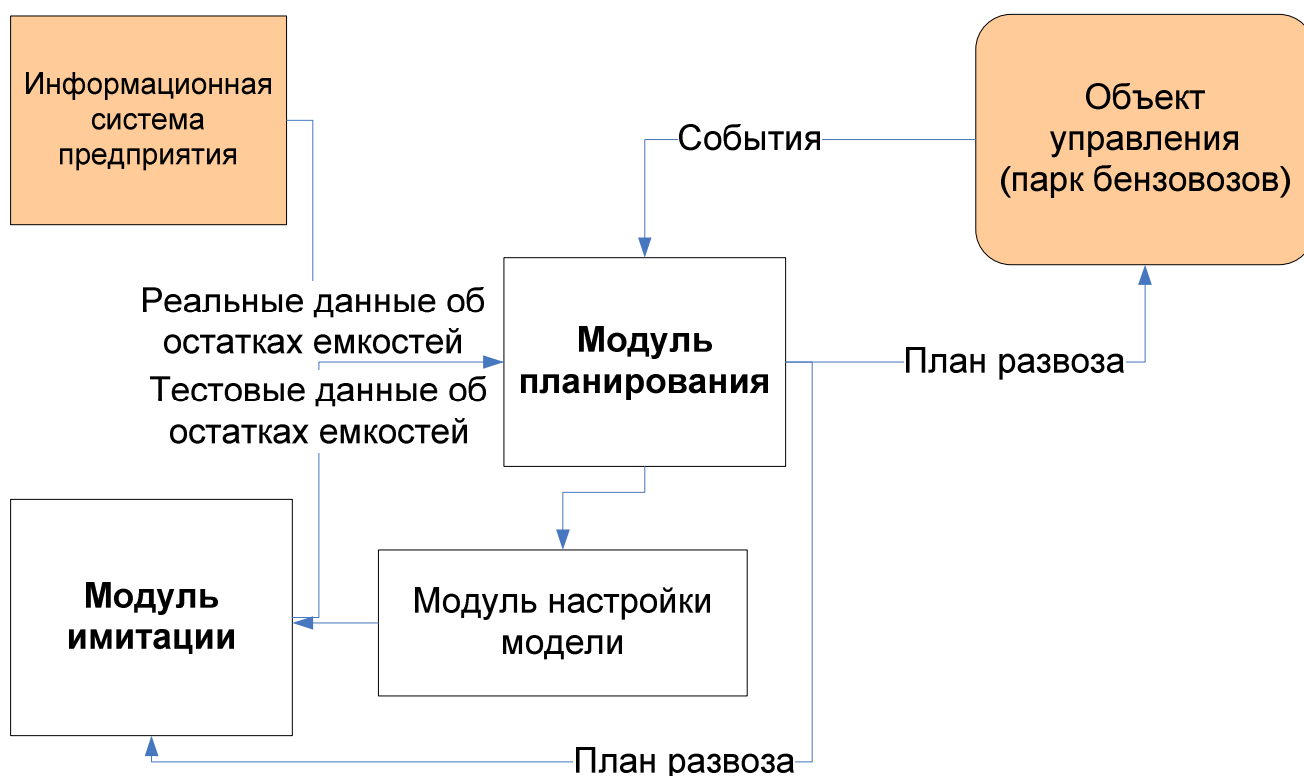 Информационная
система
предприятия
Объект
управления
(парк бензовозов)
События
Реальные данные об
остатках емкостей
Модуль
планирования
План развоза
Тестовые данные об
остатках емкостей
Модуль
имитации
Модуль настройки
модели
План развоза